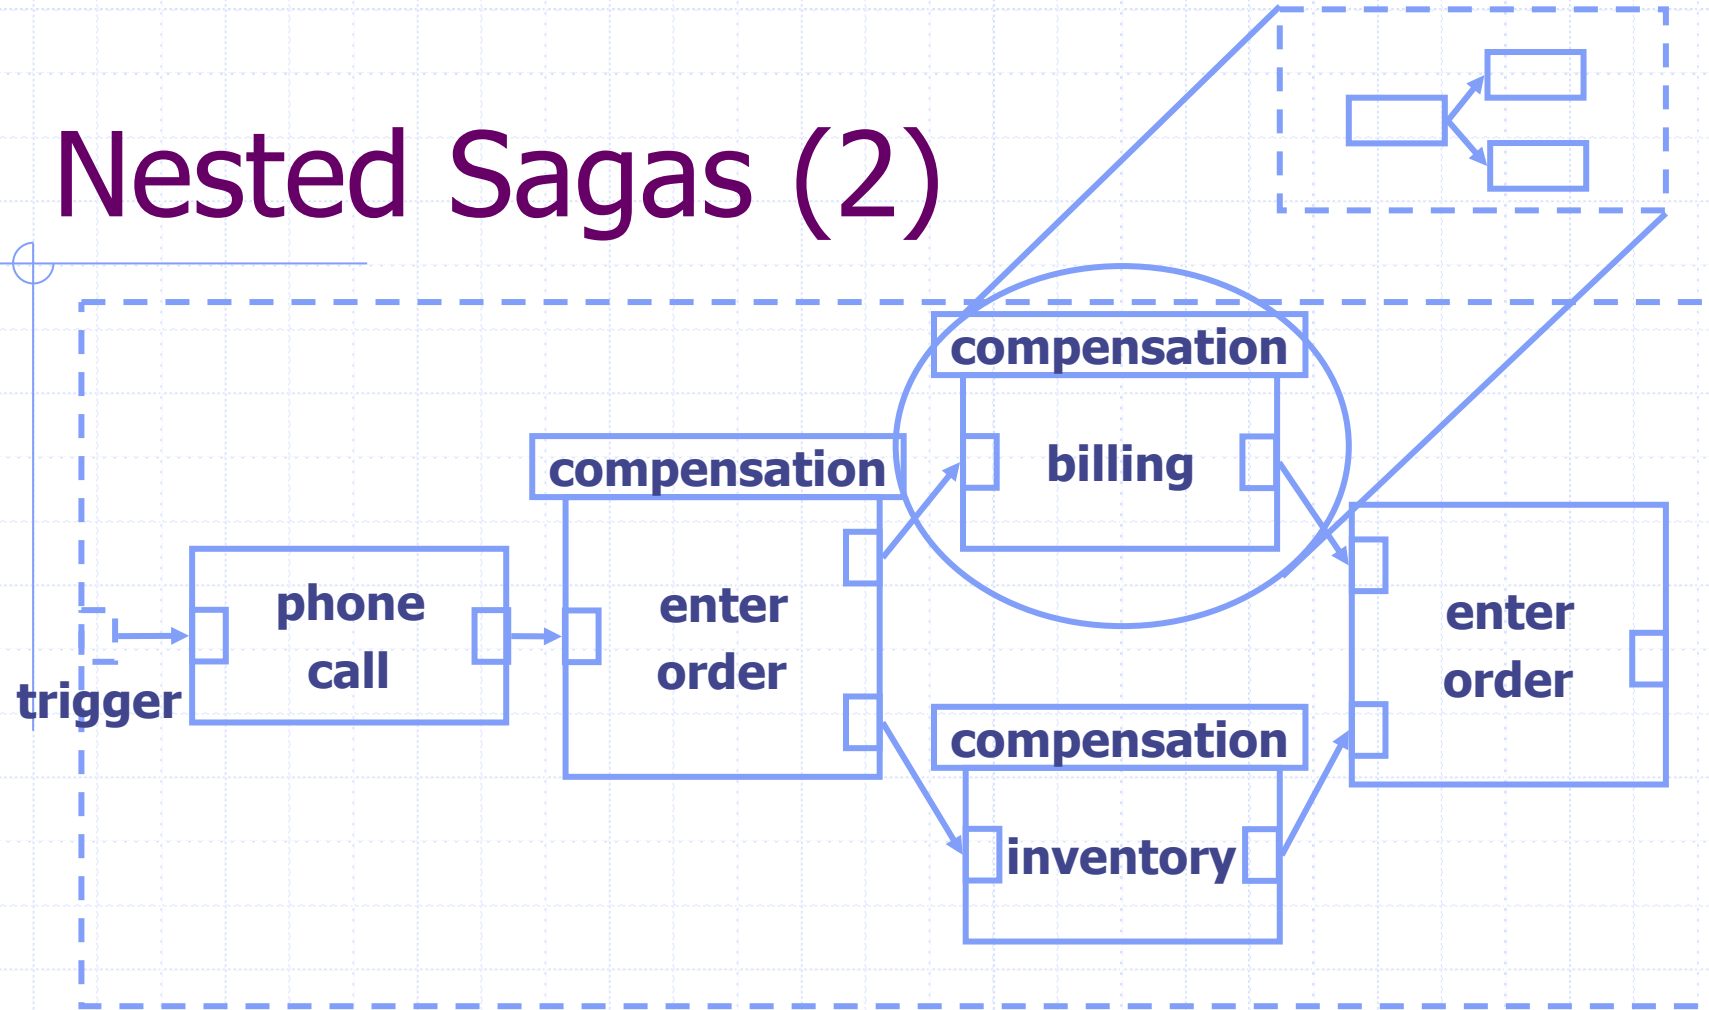 Nested Sagas (2)
compensation
billing
compensation
enter
order
phone
call
trigger
enter
order
compensation
inventory